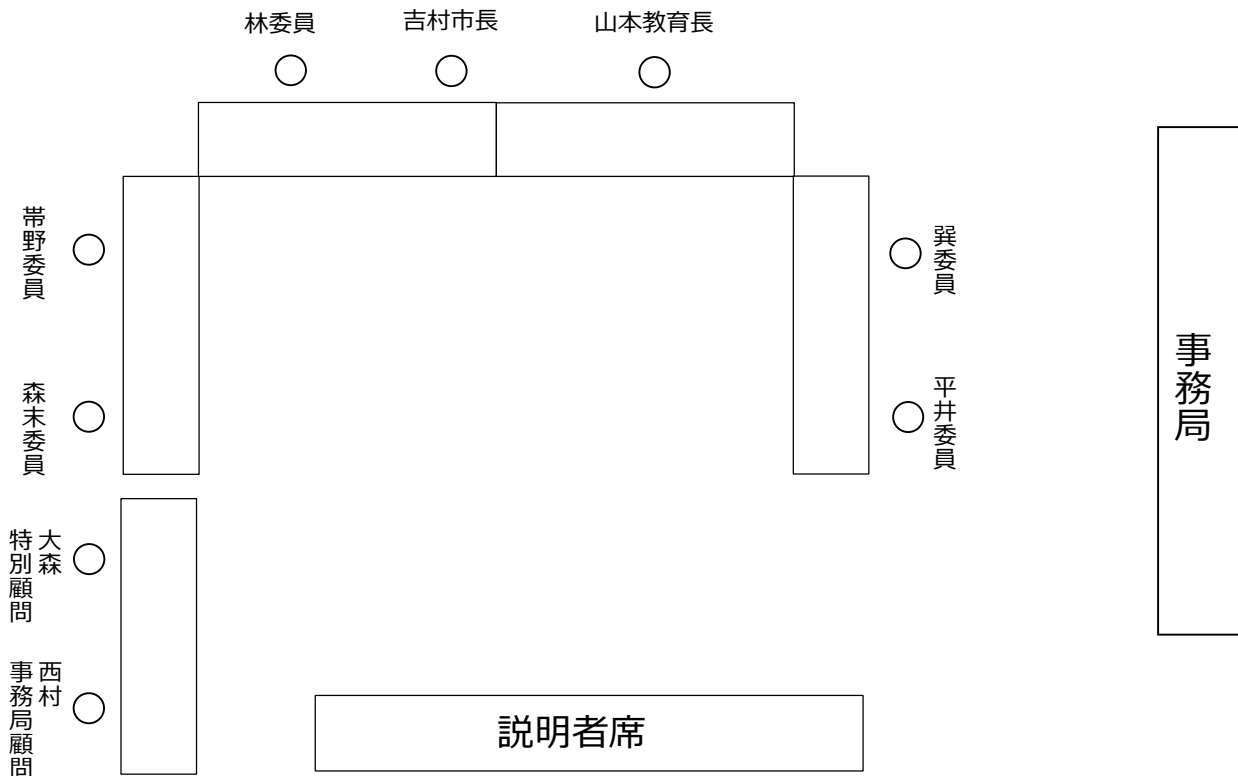 林委員
吉村市長
山本教育長
帯野委員
巽委員
森末委員
平井委員
事務局
大森
特別顧問
西村
事務局顧問
説明者席